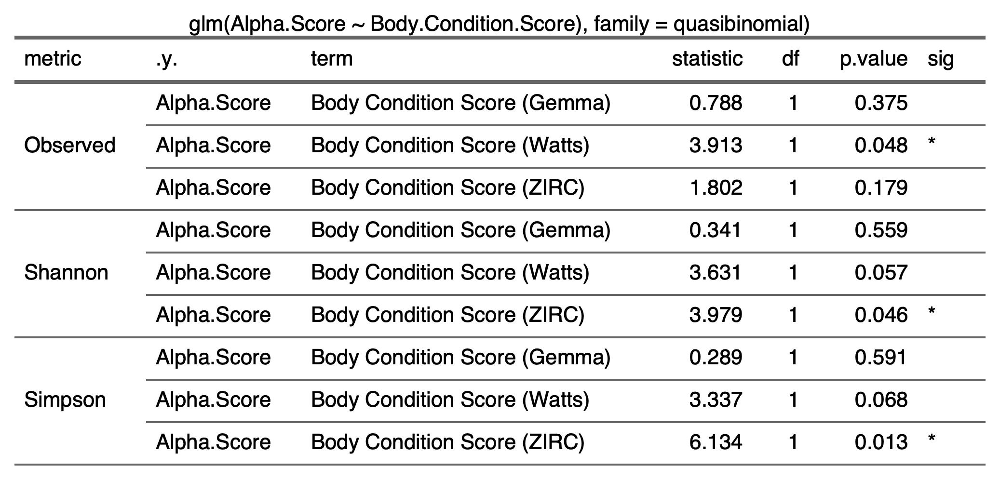 glm(Alpha.Score ~ Body.Condition.Score), family = quasibinomial)
metric .y. term statistic df p.value sig
Alpha.Score Body Condition Score (Gemma) 0.788 1 0.375
Observed Alpha.Score Body Condition Score (Watts) 3.913 1 0.048 *
Alpha.Score Body Condition Score (ZIRC) 1.802 1 0.179
Alpha.Score Body Condition Score (Gemma) 0.341 1 0.559
Shannon Alpha.Score Body Condition Score (Watts) 3.631 1 0.057
Alpha.Score Body Condition Score (ZIRC) 3.979 1 0.046 *
Alpha.Score Body Condition Score (Gemma) 0.289 1 0.591
Simpson Alpha.Score Body Condition Score (Watts) 3.337 1 0.068
Alpha.Score Body Condition Score (ZIRC) 6.134 1 0.013 *